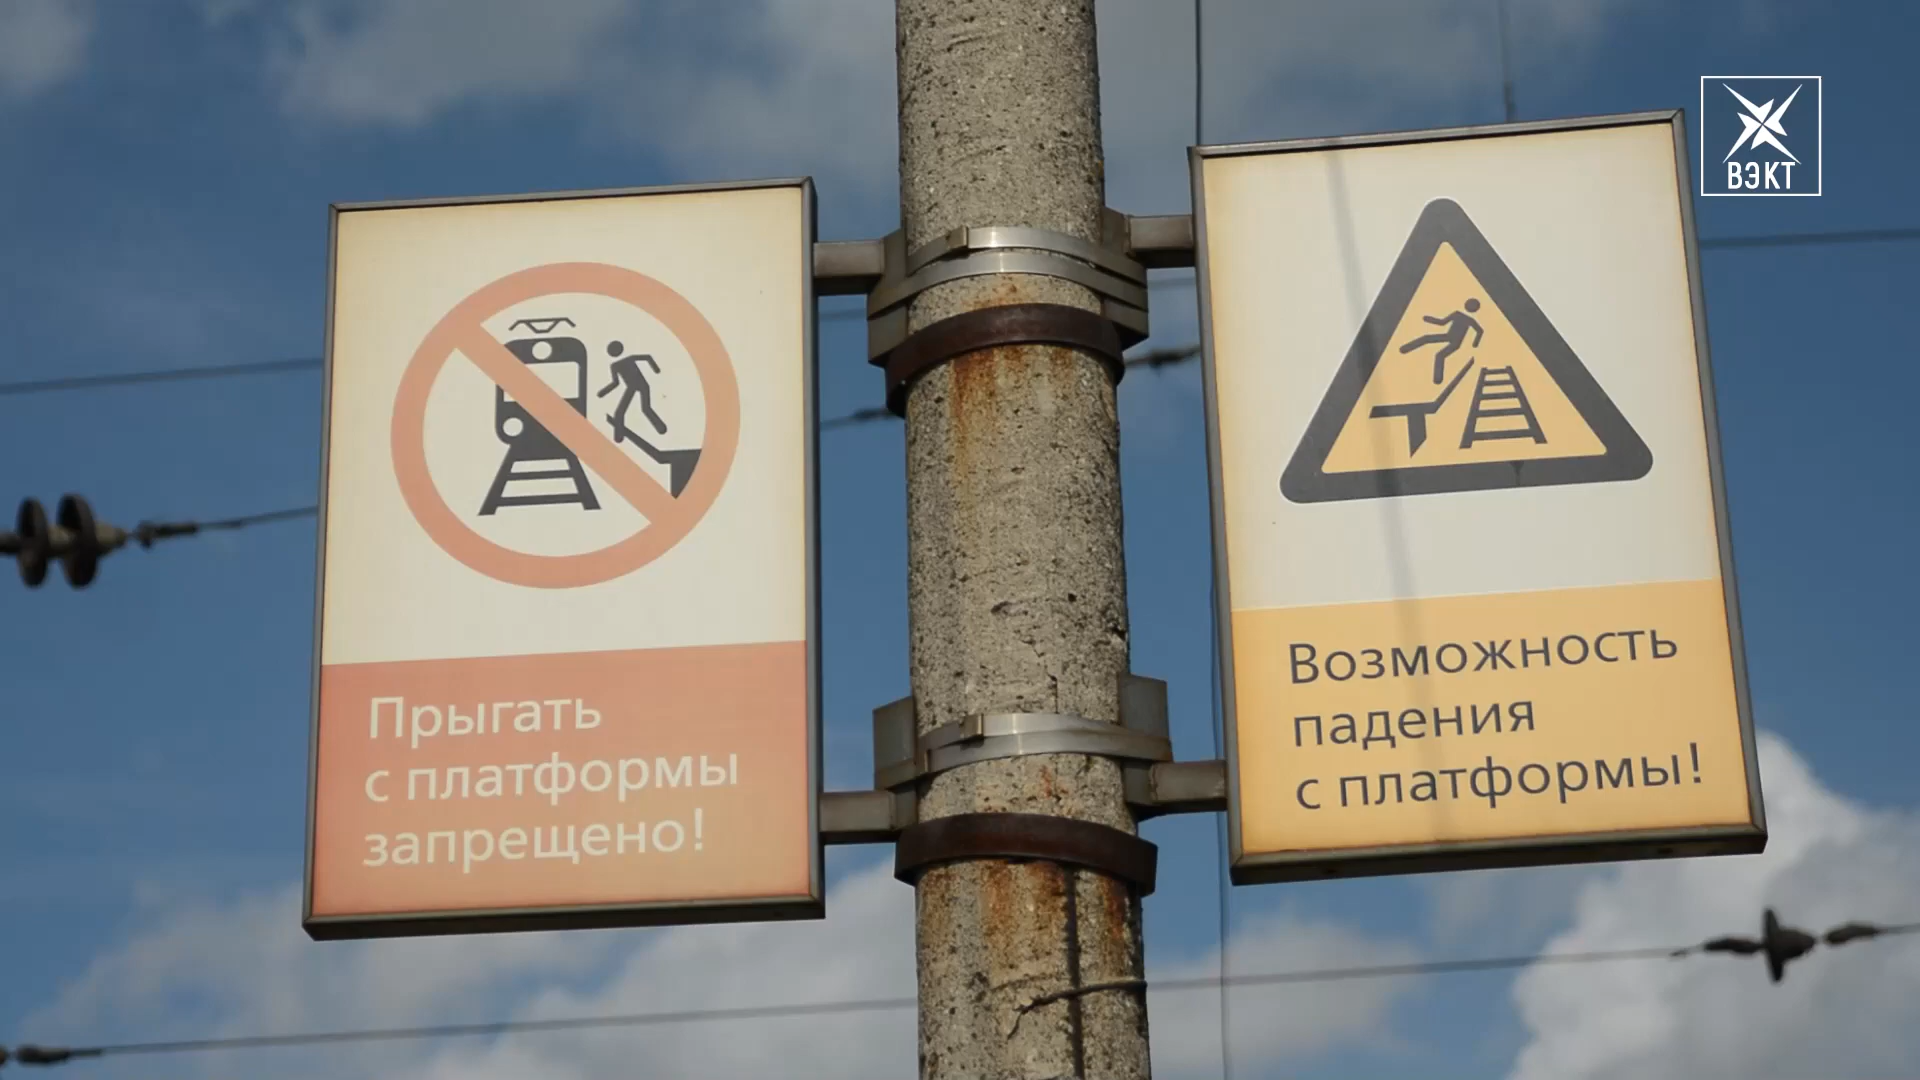 ВЭКТ
Прыгать
с платформы
запрещено!
Возможность
падения
с платформы!